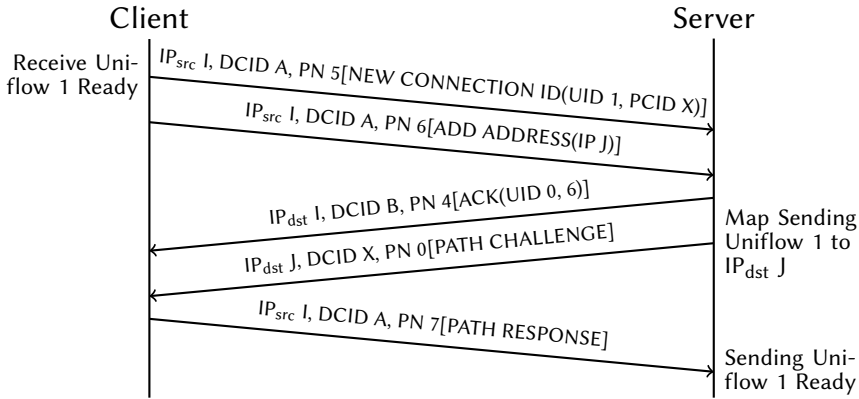 Client
Server
Receive Uni-
flow 1 Ready
IPsrc I, DCID A, PN 5[NEW CONNECTION ID(UID 1, PCID X)]
IPsrc I, DCID A, PN 6[ADD ADDRESS(IP J)]
IPdst I, DCID B, PN 4[ACK(UID 0, 6)]
Map Sending
Uniflow 1 to
IPdst J
IPdst J, DCID X, PN 0[PATH CHALLENGE]
IPsrc I, DCID A, PN 7[PATH RESPONSE]
Sending Uni-
flow 1 Ready